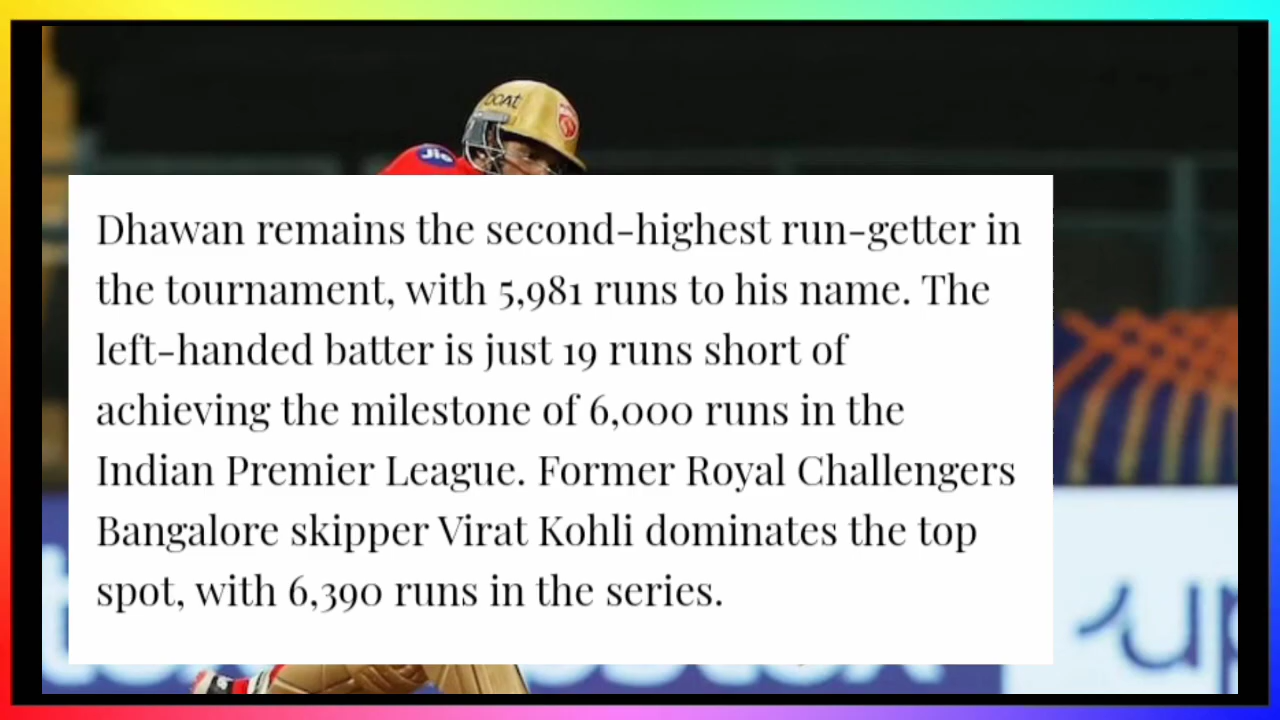 boat
Jio
Dhawan remains the second-highest run-getter in
the tournament, with 5,981 runs to his name. The
left-handed batter is just 19 runs short of
achieving the milestone of 6,000 runs in the
Indian Premier League. Former Royal Challengers
Bangalore skipper Virat Kohli dominates the top
spot, with 6,390 runs in the series.
up